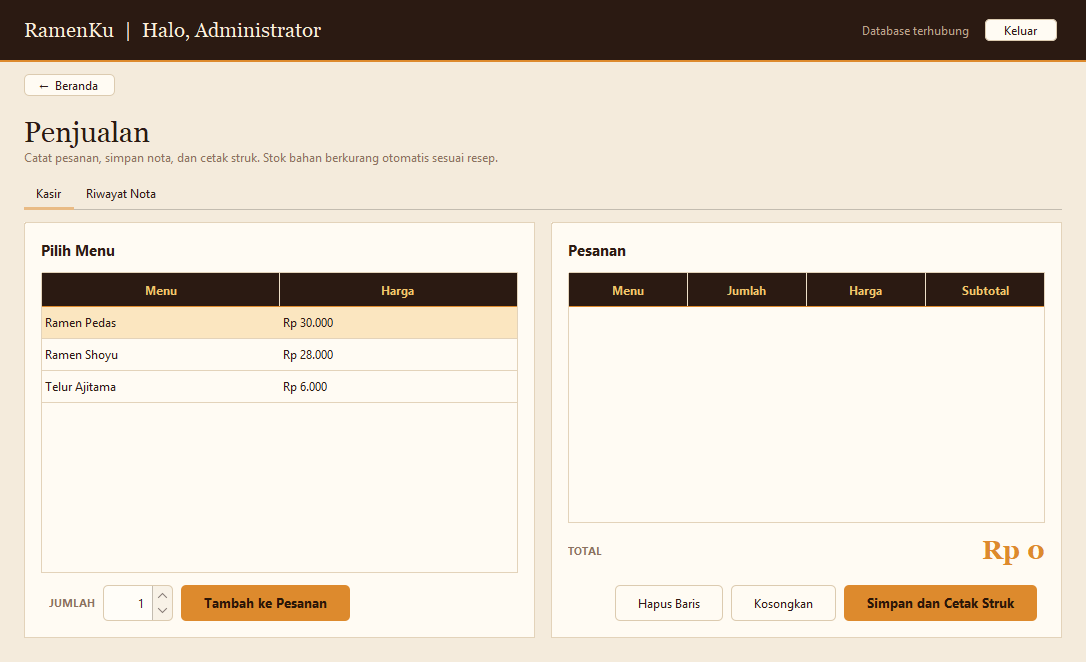 RamenKu | Halo, Administrator
Database terhubung
Keluar
← Beranda
Penjualan
Catat pesanan, simpan nota, dan cetak struk. Stok bahan berkurang otomatis sesuai resep.
Kasir
Riwayat Nota
Pilih Menu
Menu
Harga
Ramen Pedas
Rp 30.000
Ramen Shoyu
Rp 28.000
Telur Ajitama
Rp 6.000
JUMLAH
1
Tambah ke Pesanan
Pesanan
Menu
Jumlah
Harga
Subtotal
TOTAL
Rp 0
Hapus Baris
Kosongkan
Simpan dan Cetak Struk